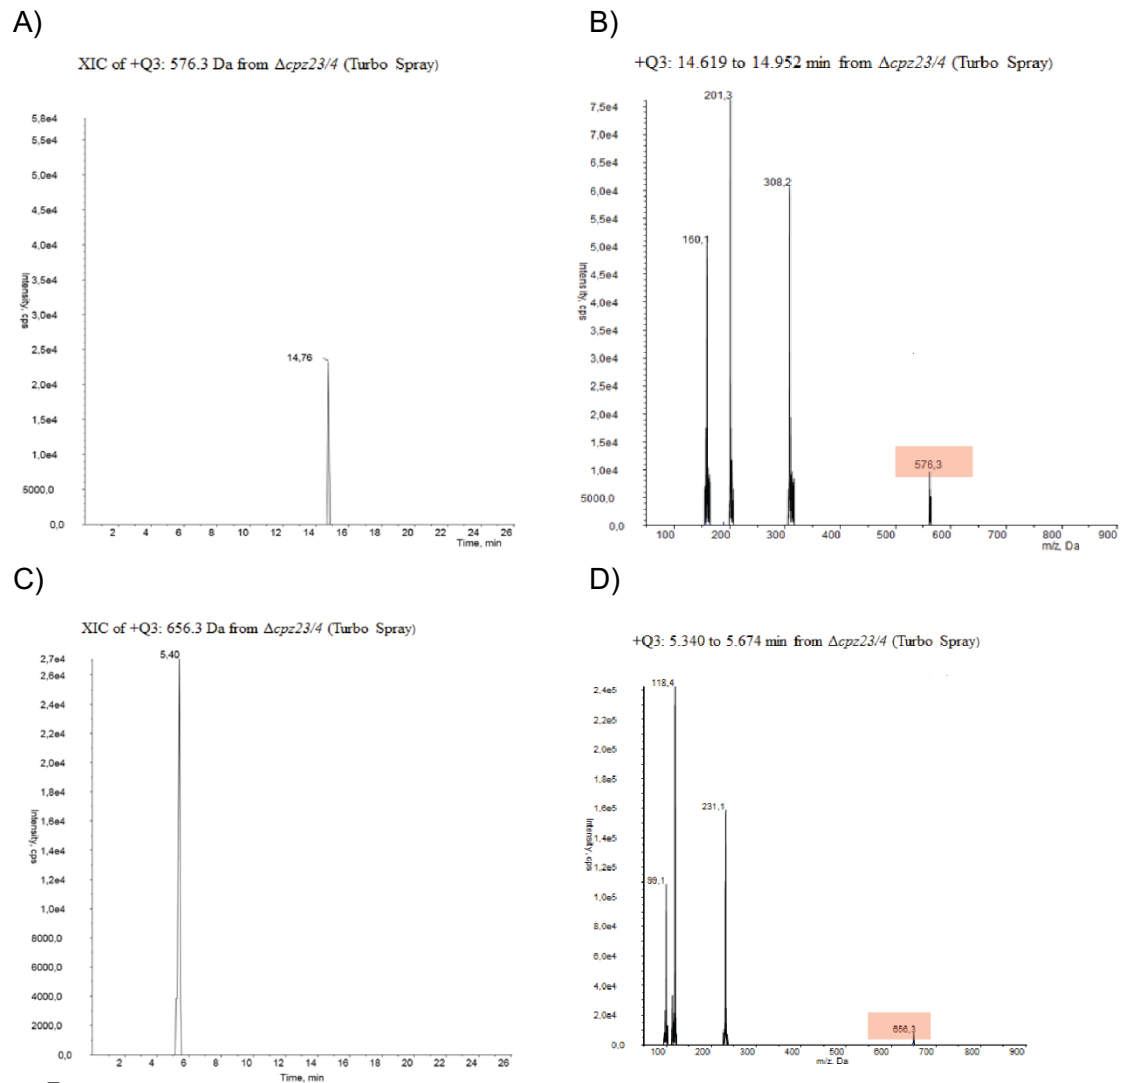 A)
XIC of +Q3: 576.3 Da from Δcpz23/4 (Turbo Spray)
5,8e4
5,5e4
5,0e4
4,5e4
4,0e4
3,5e4
3,0e4
2,5e4
2,0e4
1,5e4
1,0e4
5000,0
0,0
Intensity, cps
14,76
2 4 6 8 10 12 14 16 18 20 22 24 26
Time, min
B)
+Q3: 14.619 to 14.952 min from Δcpz23/4 (Turbo Spray)
7,5e4
7,0e4
6,5e4
6,0e4
5,5e4
5,0e4
4,5e4
4,0e4
3,5e4
3,0e4
2,5e4
2,0e4
1,5e4
1,0e4
5000,0
0,0
Intensity, cps
201,3
308,2
160,1
576,3
100 200 300 400 500 600 700 800 900
m/z, Da
C)
XIC of +Q3: 656.3 Da from Δcpz23/4 (Turbo Spray)
2,7e4
2,6e4
2,4e4
2,2e4
2,0e4
1,8e4
1,6e4
1,4e4
1,2e4
1,0e4
8000,0
6000,0
4000,0
2000,0
0,0
Intensity, cps
5,40
2 4 6 8 10 12 14 16 18 20 22 24 26
Time, min
D)
+Q3: 5.340 to 5.674 min from Δcpz23/4 (Turbo Spray)
2,4e5
2,2e5
2,0e5
1,8e5
1,6e5
1,4e5
1,2e5
1,0e5
8,0e4
6,0e4
4,0e4
2,0e4
0,0
Intensity, cps
118,4
231,1
99,1
656,3
100 200 300 400 500 600 700 800 900
m/z, Da